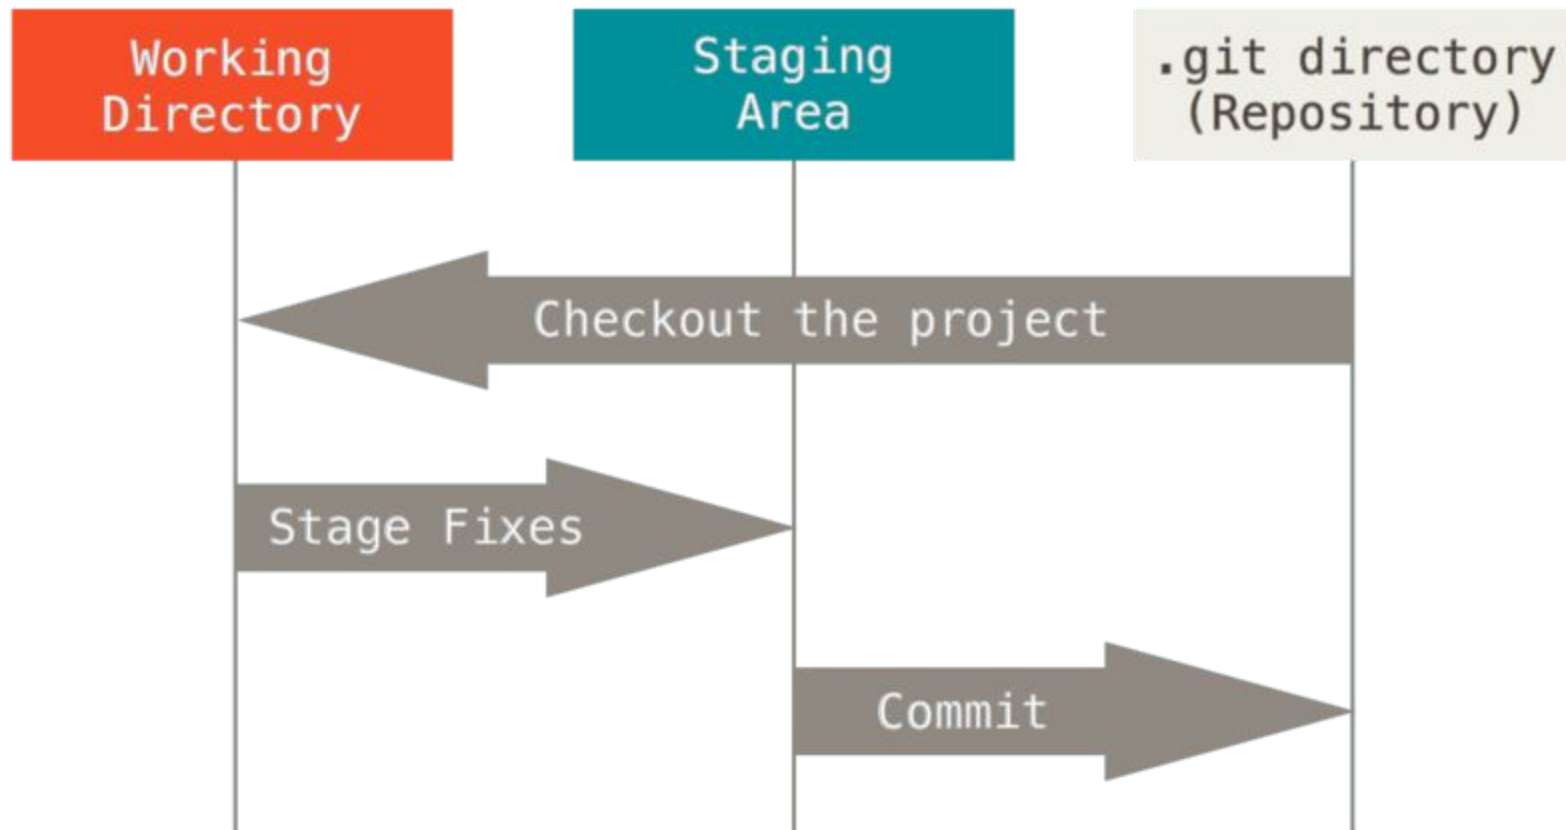 Working
Directory
Staging
Area
.git directory
(Repository)
Checkout the project
Stage Fixes
Commit